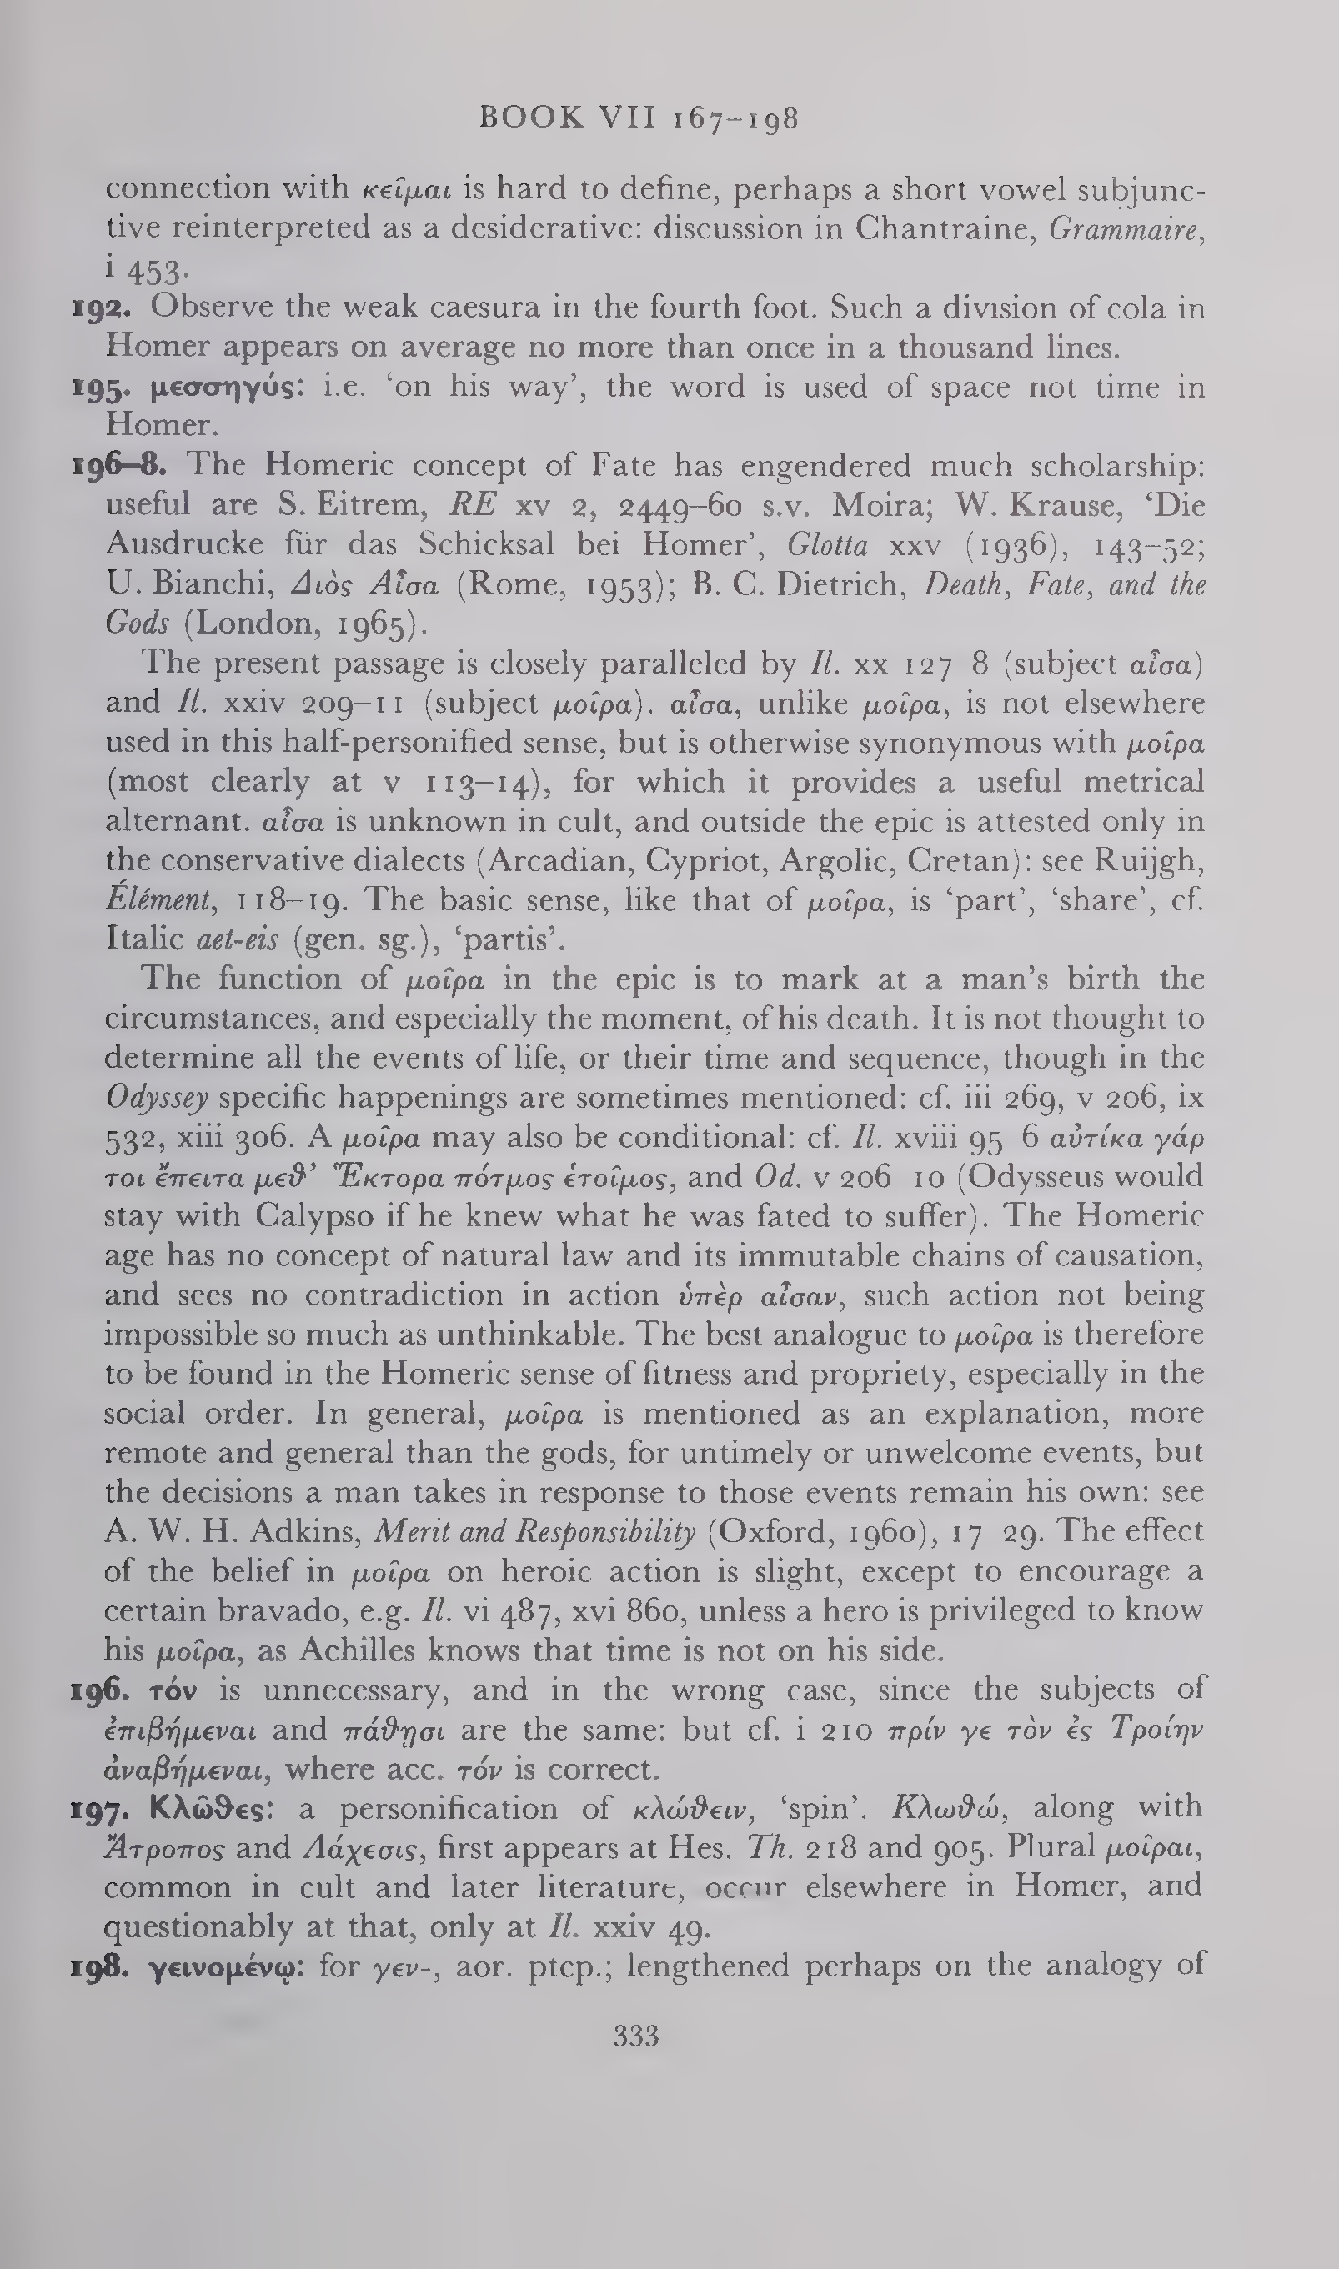 BOOK VII 167–198
connection with κεῖμαι is hard to define, perhaps a short vowel subjunc-
tive reinterpreted as a desiderative: discussion in Chantraine, Grammaire,
i 453.
192. Observe the weak caesura in the fourth foot. Such a division of cola in
Homer appears on average no more than once in a thousand lines.
195. μεσσηγύς: i.e. ‘on his way’, the word is used of space not time in
Homer.
196–8. The Homeric concept of Fate has engendered much scholarship:
useful are S. Eitrem, RE xv 2, 2449–60 s.v. Moira; W. Krause, ‘Die
Ausdrucke für das Schicksal bei Homer’, Glotta xxv (1936), 143–52;
U. Bianchi, Διὸς Αἶσα (Rome, 1953); B. C. Dietrich, Death, Fate, and the
Gods (London, 1965).
The present passage is closely paralleled by Il. xx 127 8 (subject αἶσα)
and Il. xxiv 209–11 (subject μοῖρα). αἶσα, unlike μοῖρα, is not elsewhere
used in this half-personified sense, but is otherwise synonymous with μοῖρα
(most clearly at v 113–14), for which it provides a useful metrical
alternant. αἶσα is unknown in cult, and outside the epic is attested only in
the conservative dialects (Arcadian, Cypriot, Argolic, Cretan): see Ruijgh,
Élément, 118–19. The basic sense, like that of μοῖρα, is ‘part’, ‘share’, cf.
Italic aet-eis (gen. sg.), ‘partis’.
The function of μοῖρα in the epic is to mark at a man’s birth the
circumstances, and especially the moment, of his death. It is not thought to
determine all the events of life, or their time and sequence, though in the
Odyssey specific happenings are sometimes mentioned: cf. iii 269, v 206, ix
532, xiii 306. A μοῖρα may also be conditional: cf. Il. xviii 95 6 αὐτίκα γάρ
τοι ἔπειτα μεθ’ Ἕκτορα πότμος ἑτοῖμος, and Od. v 206 10 (Odysseus would
stay with Calypso if he knew what he was fated to suffer). The Homeric
age has no concept of natural law and its immutable chains of causation,
and sees no contradiction in action ὑπὲρ αἶσαν, such action not being
impossible so much as unthinkable. The best analogue to μοῖρα is therefore
to be found in the Homeric sense of fitness and propriety, especially in the
social order. In general, μοῖρα is mentioned as an explanation, more
remote and general than the gods, for untimely or unwelcome events, but
the decisions a man takes in response to those events remain his own: see
A. W. H. Adkins, Merit and Responsibility (Oxford, 1960), 17 29. The effect
of the belief in μοῖρα on heroic action is slight, except to encourage a
certain bravado, e.g. Il. vi 487, xvi 860, unless a hero is privileged to know
his μοῖρα, as Achilles knows that time is not on his side.
196. τόν is unnecessary, and in the wrong case, since the subjects of
ἐπιβήμεναι and πάθῃσι are the same: but cf. i 210 πρίν γε τὸν ἐς Τροίην
ἀναβήμεναι, where acc. τόν is correct.
197. Κλῶθες: a personification of κλώθειν, ‘spin’. Κλωθώ, along with
Ἄτροπος and Λάχεσις, first appears at Hes. Th. 218 and 905. Plural μοῖραι,
common in cult and later literature, occur elsewhere in Homer, and
questionably at that, only at Il. xxiv 49.
198. γεινομένῳ: for γεν-, aor. ptcp.; lengthened perhaps on the analogy of
333